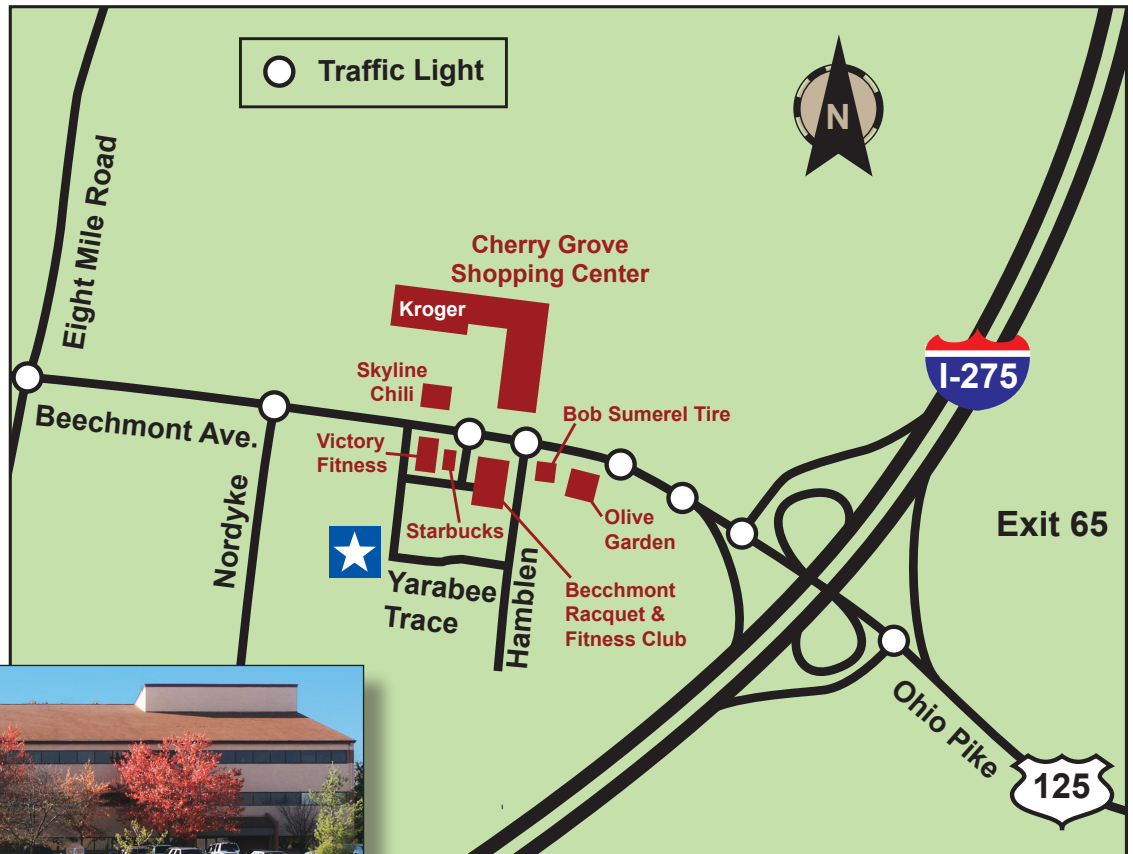 Traffic Light
N
Eight Mile Road
Cherry Grove
Shopping Center
Kroger
I-275
Skyline
Chili
Beechmont Ave.
Bob Sumerel Tire
Victory
Fitness
Starbucks
Olive
Garden
Exit 65
Nordyke
Yarabee
Trace
Hamblen
Becchmont
Racquet &
Fitness Club
Ohio Pike
125